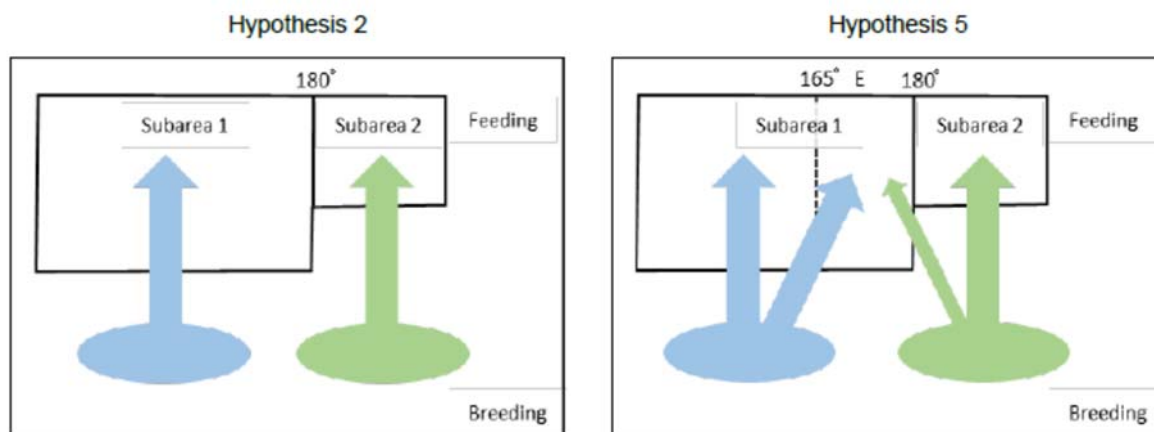 Hypothesis 2
180°
Subarea 1
Subarea 2
Feeding
Breeding
Hypothesis 5
165° E 180°
Subarea 1
Subarea 2
Feeding
Breeding